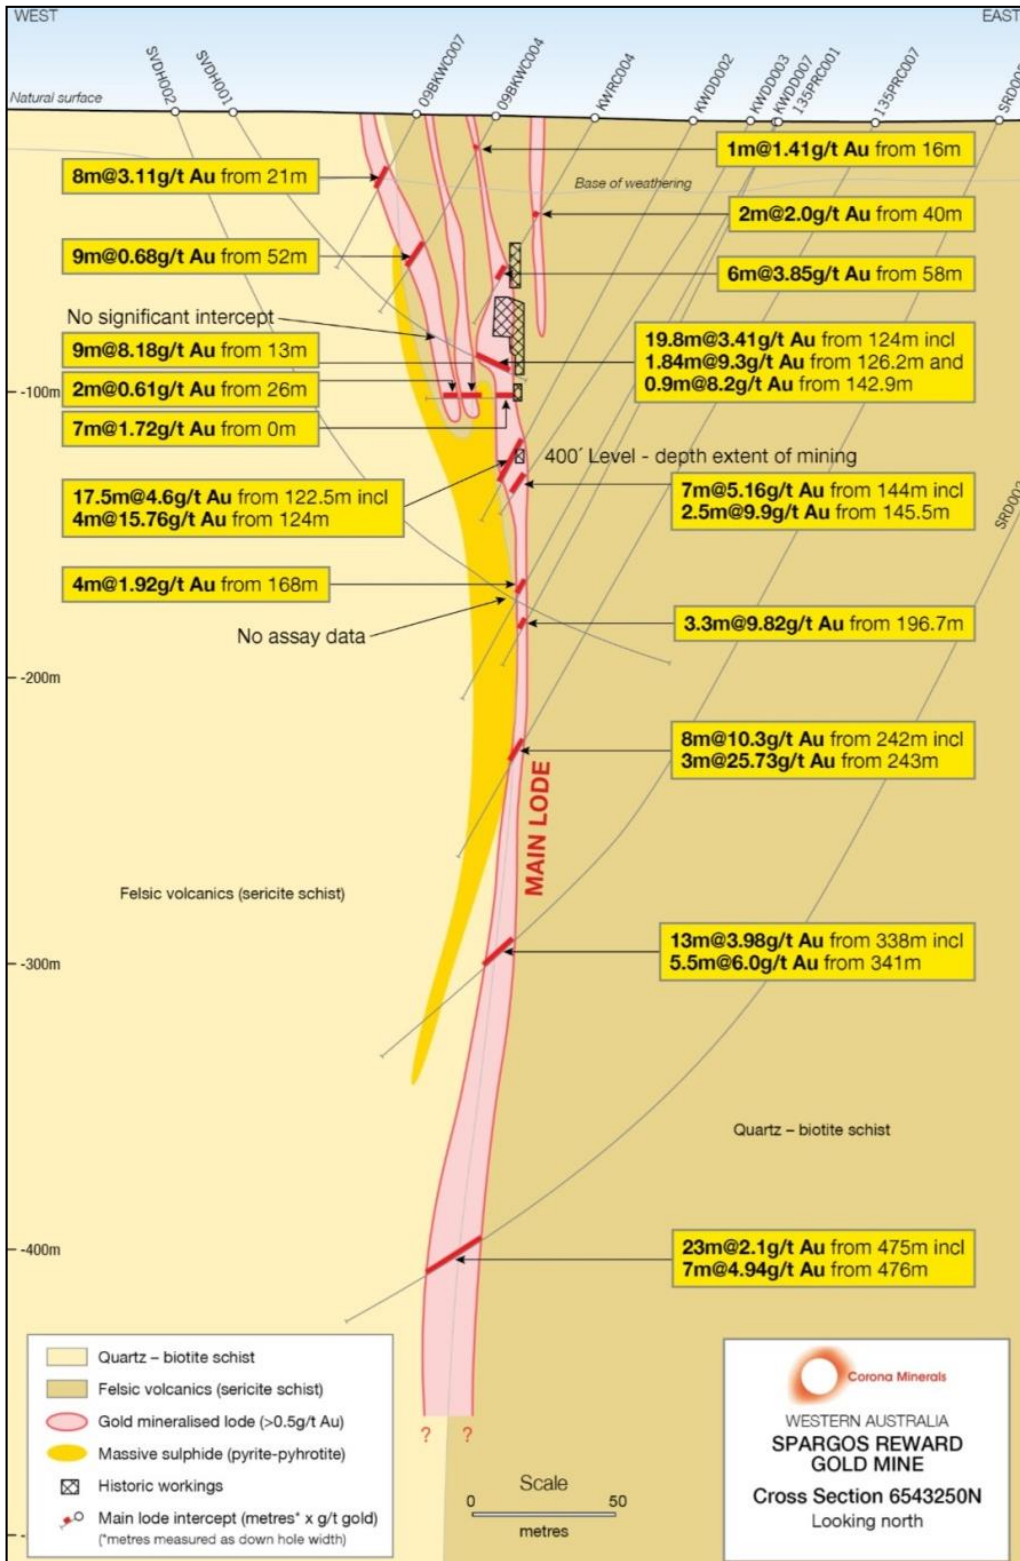 WEST
EAST
SVDH002
SVDH001
09BKWC007
09BKWC004
KWRC004
KWDD002
KWDD003
KWDD007
135PRC001
135PRC007
Natural surface
8m@3.11g/t Au from 21m
1m@1.41g/t Au from 16m
Base of weathering
2m@2.0g/t Au from 40m
9m@0.68g/t Au from 52m
6m@3.85g/t Au from 58m
No significant intercept
9m@8.18g/t Au from 13m
2m@0.61g/t Au from 26m
7m@1.72g/t Au from 0m
19.8m@3.41g/t Au from 124m incl
1.84m@9.3g/t Au from 126.2m and
0.9m@8.2g/t Au from 142.9m
-100m
400´ Level - depth extent of mining
17.5m@4.6g/t Au from 122.5m incl
4m@15.76g/t Au from 124m
7m@5.16g/t Au from 144m incl
2.5m@9.9g/t Au from 145.5m
4m@1.92g/t Au from 168m
No assay data
3.3m@9.82g/t Au from 196.7m
-200m
8m@10.3g/t Au from 242m incl
3m@25.73g/t Au from 243m
MAIN LODE
Felsic volcanics (sericite schist)
13m@3.98g/t Au from 338m incl
5.5m@6.0g/t Au from 341m
-300m
Quartz – biotite schist
-400m
23m@2.1g/t Au from 475m incl
7m@4.94g/t Au from 476m
? ?
Quartz – biotite schist
Felsic volcanics (sericite schist)
Gold mineralised lode (>0.5g/t Au)
Massive sulphide (pyrite-pyhrotite)
Historic workings
Main lode intercept (metres* x g/t gold)
(*metres measured as down hole width)
Scale
0 50
metres
Corona Minerals
WESTERN AUSTRALIA
SPARGOS REWARD
GOLD MINE
Cross Section 6543250N
Looking north